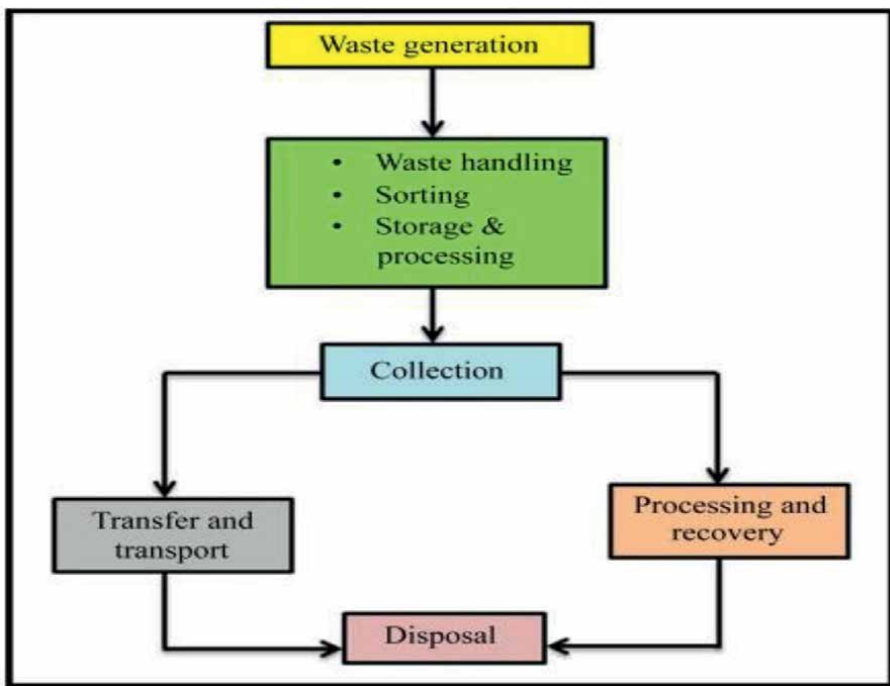 Waste generation
• Waste handling
• Sorting
• Storage &
processing
Collection
Transfer and
transport
Processing and
recovery
Disposal